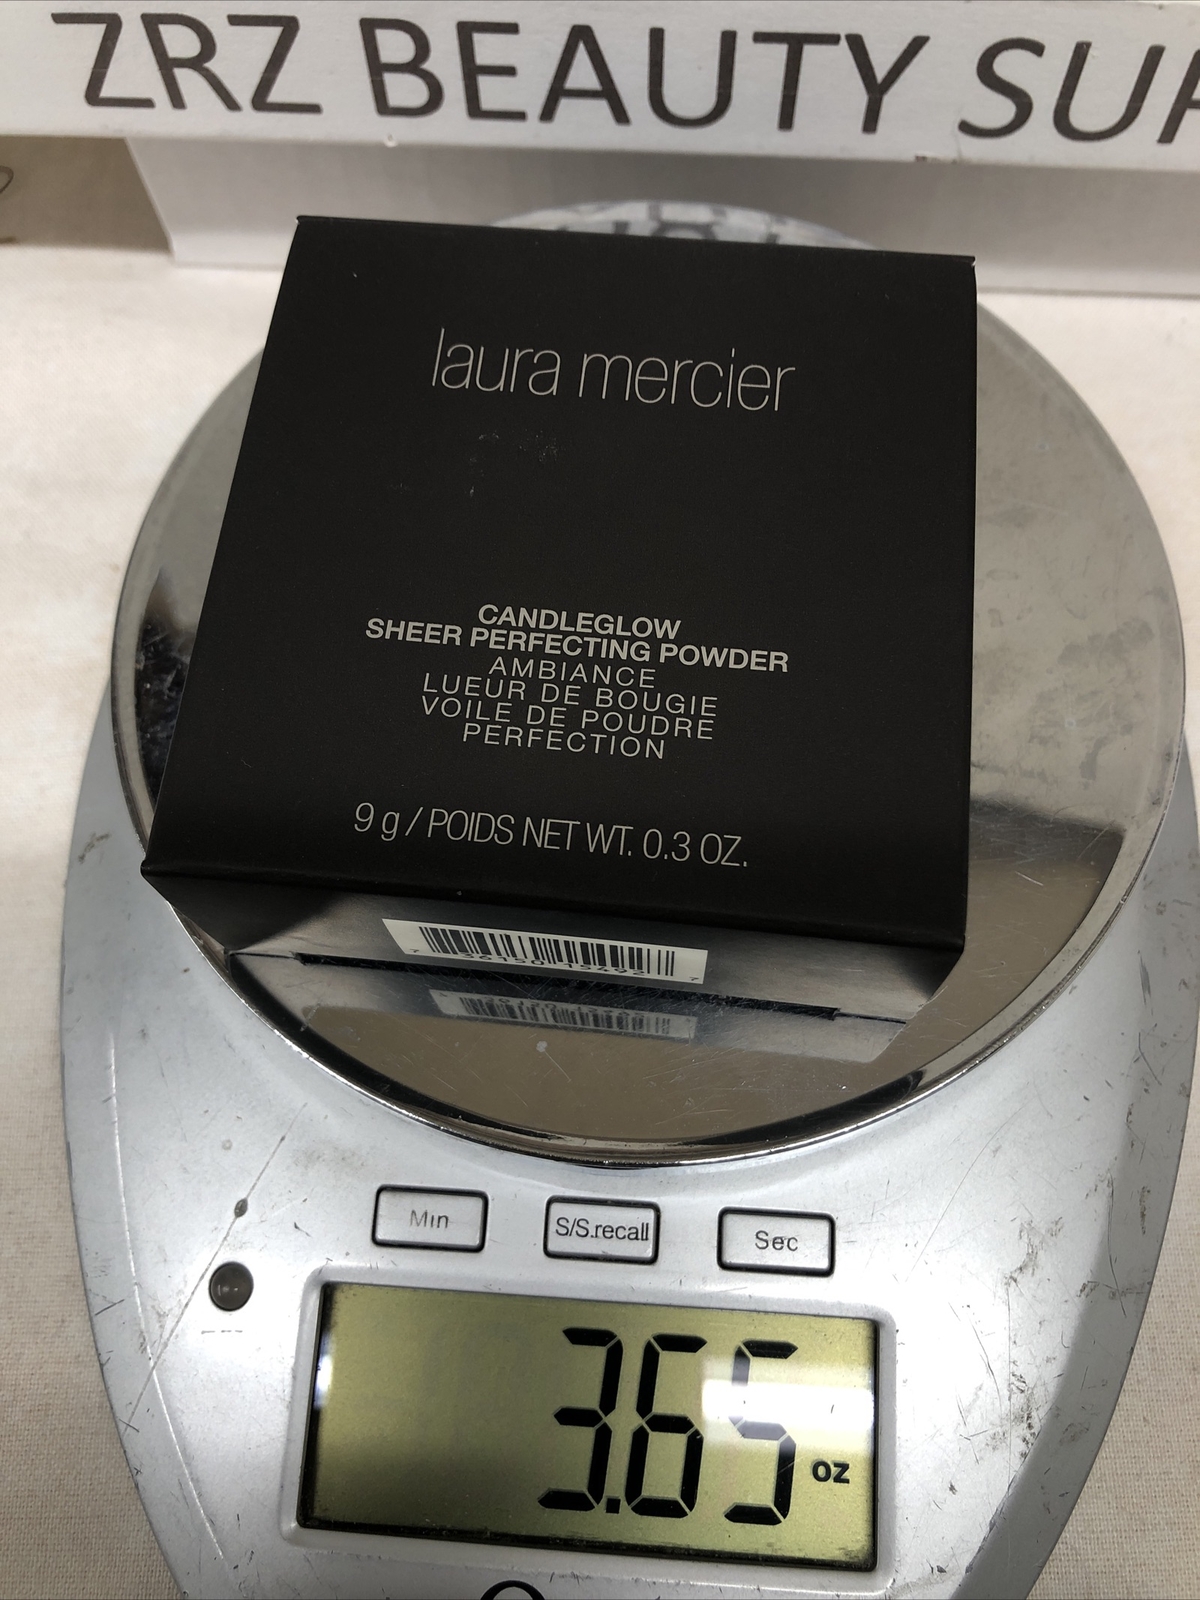 ZRZ BEAUTY
laura mercier
CANDLEGLOW
SHEER PERFECTING POWDER
AMBIANCE
LUEUR DE BOUGIE
VOILE DE POUDRE
PERFECTION
9 g / POIDS NET WT. 0.3 OZ.
Min
S/S.recall
Sec
3.65 oz